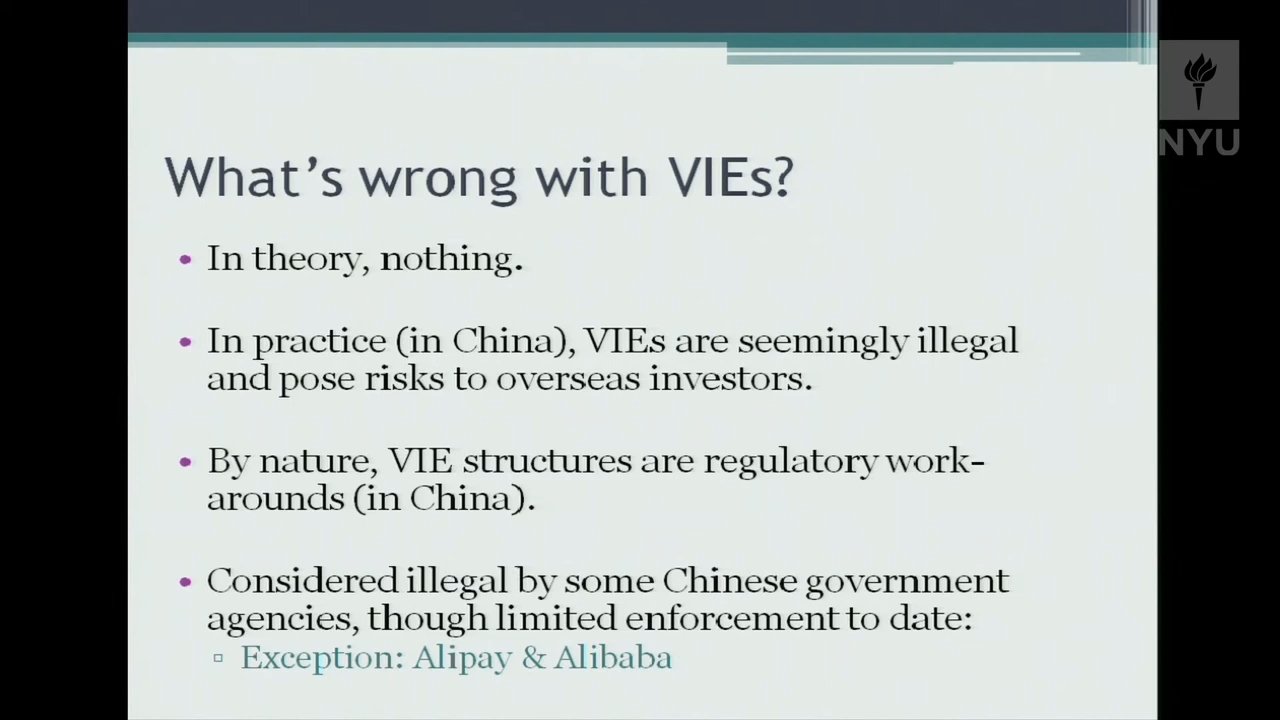 NYU
What's wrong with VIEs?
• In theory, nothing.
• In practice (in China), VIEs are seemingly illegal
and pose risks to overseas investors.
• By nature, VIE structures are regulatory work-
arounds (in China).
• Considered illegal by some Chinese government
agencies, though limited enforcement to date:
▫ Exception: Alipay & Alibaba